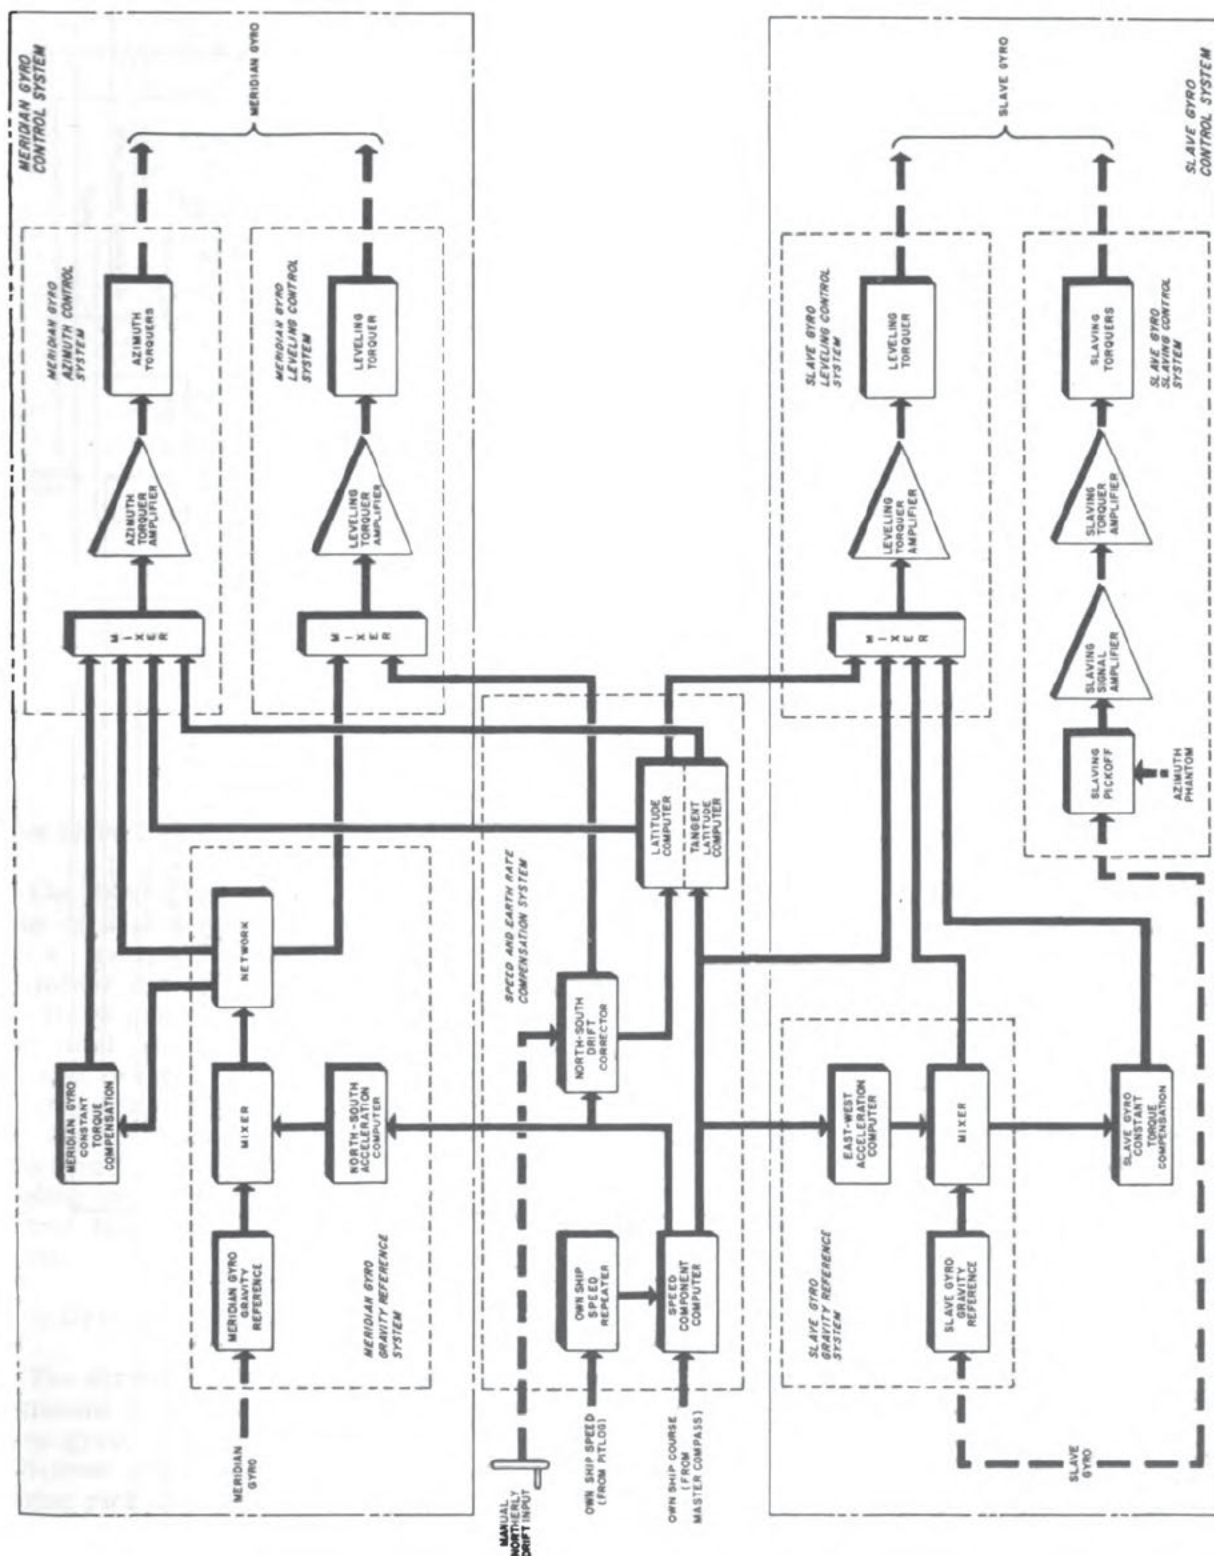 MERIDIAN GYRO
CONTROL SYSTEM
MERIDIAN GYRO
MERIDIAN GYRO
AZIMUTH CONTROL
SYSTEM
AZIMUTH
TORQUERS
AZIMUTH
TORQUER
AMPLIFIER
MIXER
MERIDIAN GYRO
LEVELING CONTROL
SYSTEM
LEVELING
TORQUER
LEVELING
TORQUER
AMPLIFIER
MIXER
MERIDIAN GYRO
CONSTANT
TORQUE
COMPENSATION
NETWORK
MIXER
NORTH-SOUTH
ACCELERATION
COMPUTER
MERIDIAN GYRO
GRAVITY
REFERENCE
MERIDIAN GYRO
GRAVITY REFERENCE
SYSTEM
MERIDIAN
GYRO
MANUAL
NORTHERLY
DRIFT INPUT
SPEED AND EARTH RATE
COMPENSATION SYSTEM
NORTH-SOUTH
DRIFT
CORRECTOR
LATITUDE
COMPUTER
TANGENT
LATITUDE
COMPUTER
OWN SHIP
SPEED
REPEATER
SPEED
COMPONENT
COMPUTER
OWN SHIP SPEED
(FROM PITLOG)
OWN SHIP COURSE
(FROM
MASTER COMPASS)
SLAVE GYRO
CONTROL SYSTEM
SLAVE GYRO
SLAVE GYRO
LEVELING CONTROL
SYSTEM
LEVELING
TORQUER
LEVELING
TORQUER
AMPLIFIER
MIXER
SLAVE GYRO
SLAVING CONTROL
SYSTEM
SLAVING
TORQUERS
SLAVING
TORQUER
AMPLIFIER
SLAVING
SIGNAL
AMPLIFIER
SLAVING
PICKOFF
AZIMUTH
PHANTOM
SLAVE GYRO
GRAVITY REFERENCE
SYSTEM
EAST-WEST
ACCELERATION
COMPUTER
MIXER
SLAVE GYRO
GRAVITY
REFERENCE
SLAVE GYRO
CONSTANT
TORQUE
COMPENSATION
SLAVE
GYRO